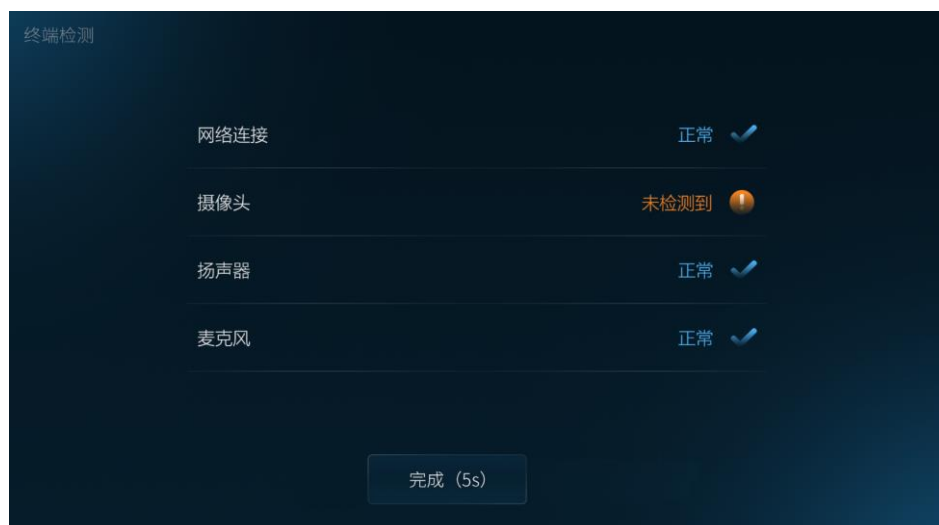 终端检测
网络连接 正常
摄像头 未检测到
扬声器 正常
麦克风 正常
完成（5s）